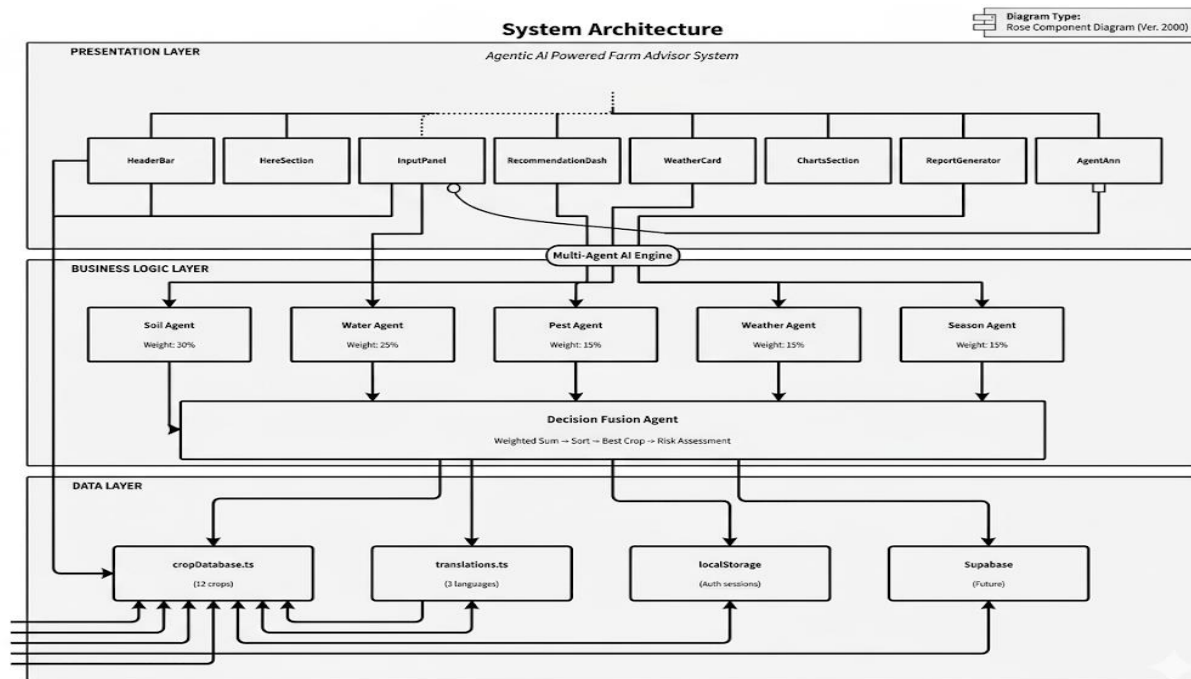 System Architecture
Diagram Type:
Rose Component Diagram (Ver. 2000)
PRESENTATION LAYER
Agentic AI Powered Farm Advisor System
HeaderBar
HereSection
InputPanel
RecommendationDash
WeatherCard
ChartsSection
ReportGenerator
AgentAnn
Multi-Agent AI Engine
BUSINESS LOGIC LAYER
Soil Agent
Weight: 30%
Water Agent
Weight: 25%
Pest Agent
Weight: 15%
Weather Agent
Weight: 15%
Season Agent
Weight: 15%
Decision Fusion Agent
Weighted Sum → Sort → Best Crop → Risk Assessment
DATA LAYER
cropDatabase.ts
(12 crops)
translations.ts
(3 languages)
localStorage
(Auth sessions)
Supabase
(Future)